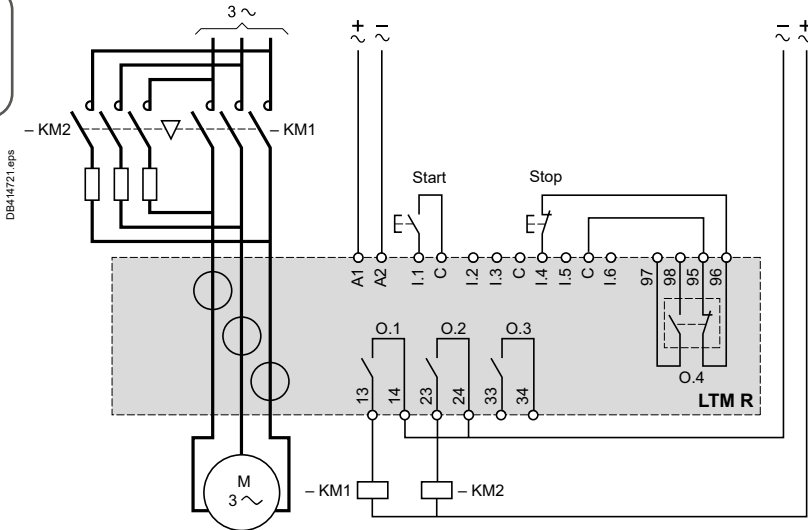 3 ∿
+ −
∿ ∿
− +
∿ ∿
– KM2
– KM1
DB414721.eps
Start
Stop
A1
A2
I.1
C
I.2
I.3
C
I.4
I.5
C
I.6
97
98
95
96
O.1
O.2
O.3
O.4
13
14
23
24
33
34
LTM R
M
3 ∿
– KM1
– KM2